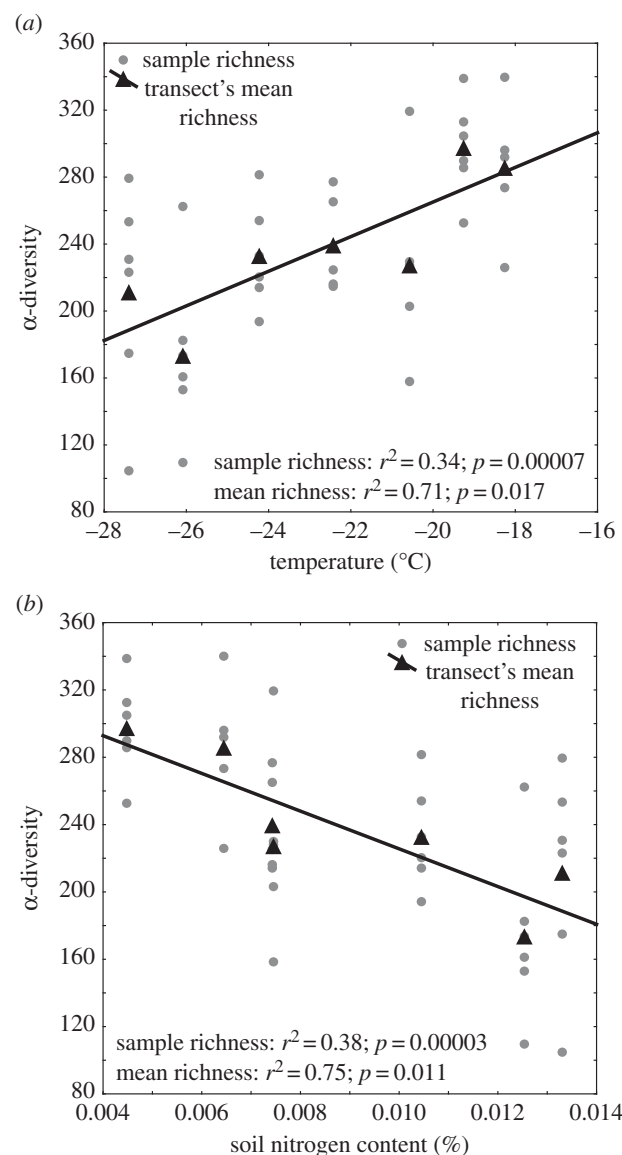 (a)
360
320
280
240
200
160
120
80
α-diversity
sample richness
transect's mean
richness
sample richness: r² = 0.34; p = 0.00007
mean richness: r² = 0.71; p = 0.017
−28 −26 −24 −22 −20 −18 −16
temperature (°C)
(b)
360
320
280
240
200
160
120
80
α-diversity
sample richness
transect's mean
richness
sample richness: r² = 0.38; p = 0.00003
mean richness: r² = 0.75; p = 0.011
0.004 0.006 0.008 0.010 0.012 0.014
soil nitrogen content (%)